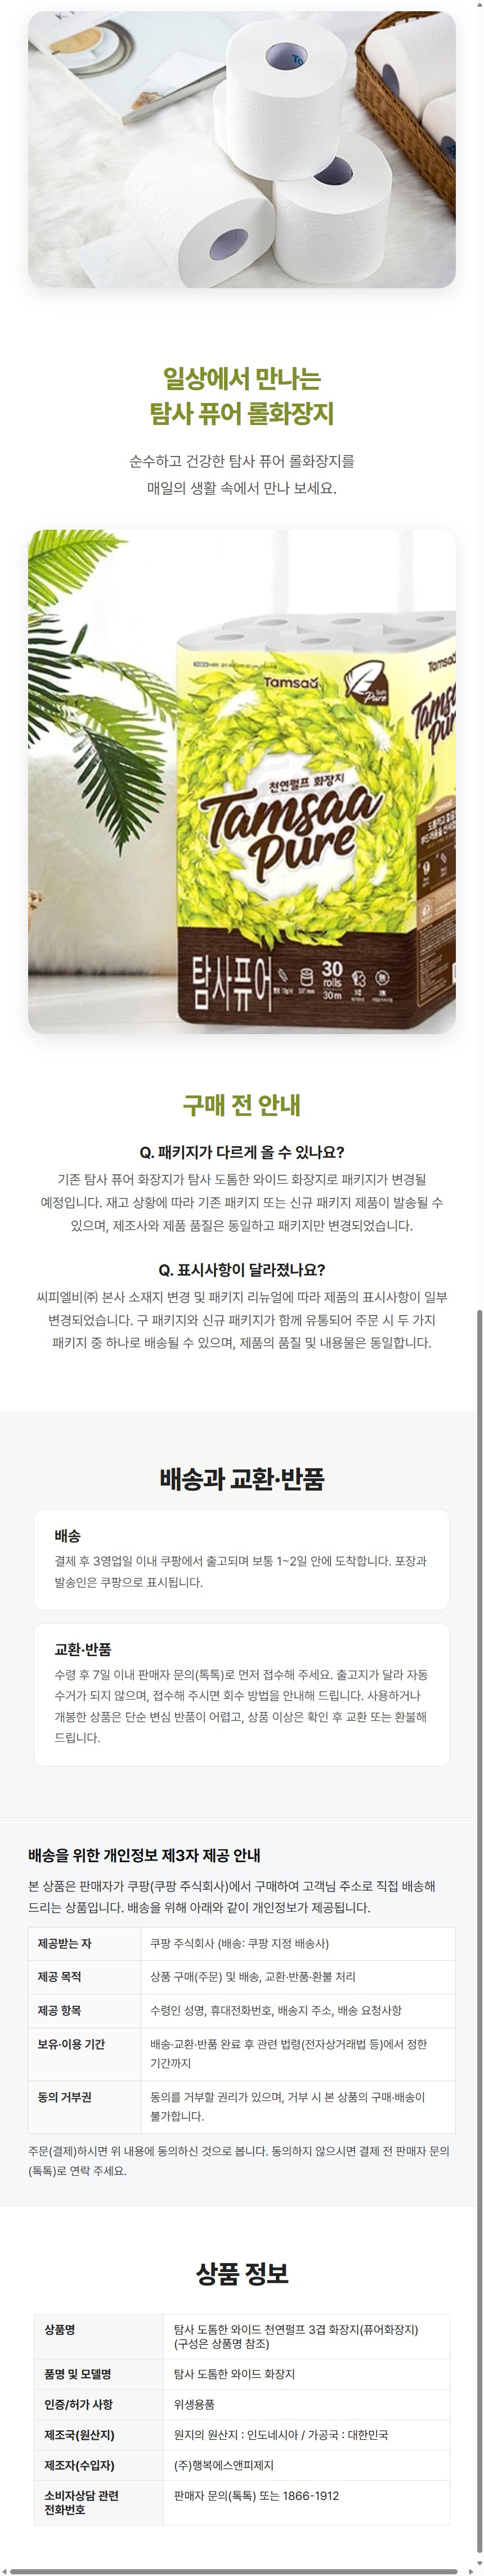 일상에서 만나는
탐사 퓨어 롤화장지
순수하고 건강한 탐사 퓨어 롤화장지를
매일의 생활 속에서 만나 보세요.
Tamsaa
Soft
Pure
천연펄프 화장지
Tamsaa
Pure
탐사퓨어
30
rolls
30m
구매 전 안내
Q. 패키지가 다르게 올 수 있나요?
기존 탐사 퓨어 화장지가 탐사 도톰한 와이드 화장지로 패키지가 변경될
예정입니다. 재고 상황에 따라 기존 패키지 또는 신규 패키지 제품이 발송될 수
있으며, 제조사와 제품 품질은 동일하고 패키지만 변경되었습니다.
Q. 표시사항이 달라졌나요?
씨피엘비㈜ 본사 소재지 변경 및 패키지 리뉴얼에 따라 제품의 표시사항이 일부
변경되었습니다. 구 패키지와 신규 패키지가 함께 유통되어 주문 시 두 가지
패키지 중 하나로 배송될 수 있으며, 제품의 품질 및 내용물은 동일합니다.
배송과 교환·반품
배송
결제 후 3영업일 이내 쿠팡에서 출고되며 보통 1~2일 안에 도착합니다. 포장과
발송인은 쿠팡으로 표시됩니다.
교환·반품
수령 후 7일 이내 판매자 문의(톡톡)로 먼저 접수해 주세요. 출고지가 달라 자동
수거가 되지 않으며, 접수해 주시면 회수 방법을 안내해 드립니다. 사용하거나
개봉한 상품은 단순 변심 반품이 어렵고, 상품 이상은 확인 후 교환 또는 환불해
드립니다.
배송을 위한 개인정보 제3자 제공 안내
본 상품은 판매자가 쿠팡(쿠팡 주식회사)에서 구매하여 고객님 주소로 직접 배송해
드리는 상품입니다. 배송을 위해 아래와 같이 개인정보가 제공됩니다.
제공받는 자 쿠팡 주식회사 (배송: 쿠팡 지정 배송사)
제공 목적 상품 구매(주문) 및 배송, 교환·반품·환불 처리
제공 항목 수령인 성명, 휴대전화번호, 배송지 주소, 배송 요청사항
보유·이용 기간 배송·교환·반품 완료 후 관련 법령(전자상거래법 등)에서 정한
기간까지
동의 거부권 동의를 거부할 권리가 있으며, 거부 시 본 상품의 구매·배송이
불가합니다.
주문(결제)하시면 위 내용에 동의하신 것으로 봅니다. 동의하지 않으시면 결제 전 판매자 문의
(톡톡)로 연락 주세요.
상품 정보
상품명 탐사 도톰한 와이드 천연펄프 3겹 화장지(퓨어화장지)
(구성은 상품명 참조)
품명 및 모델명 탐사 도톰한 와이드 화장지
인증/허가 사항 위생용품
제조국(원산지) 원지의 원산지 : 인도네시아 / 가공국 : 대한민국
제조자(수입자) (주)행복에스앤피제지
소비자상담 관련 판매자 문의(톡톡) 또는 1866-1912
전화번호